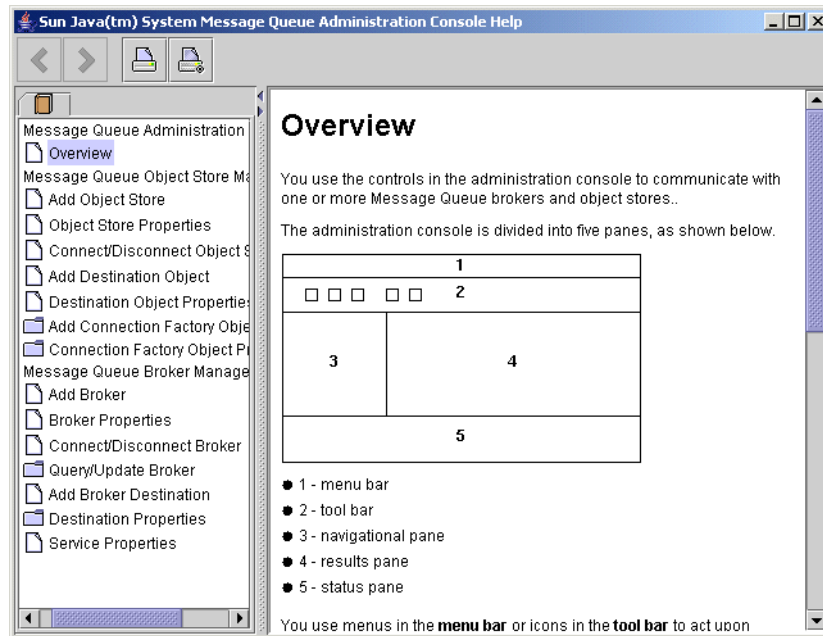 Sun Java(tm) System Message Queue Administration Console Help
Message Queue Administration
Overview
Message Queue Object Store Ma
Add Object Store
Object Store Properties
Connect/Disconnect Object S
Add Destination Object
Destination Object Properties
Add Connection Factory Obje
Connection Factory Object Pr
Message Queue Broker Manage
Add Broker
Broker Properties
Connect/Disconnect Broker
Query/Update Broker
Add Broker Destination
Destination Properties
Service Properties
Overview
You use the controls in the administration console to communicate with
one or more Message Queue brokers and object stores..
The administration console is divided into five panes, as shown below.
1
2
3
4
5
1 - menu bar
2 - tool bar
3 - navigational pane
4 - results pane
5 - status pane
You use menus in the menu bar or icons in the tool bar to act upon